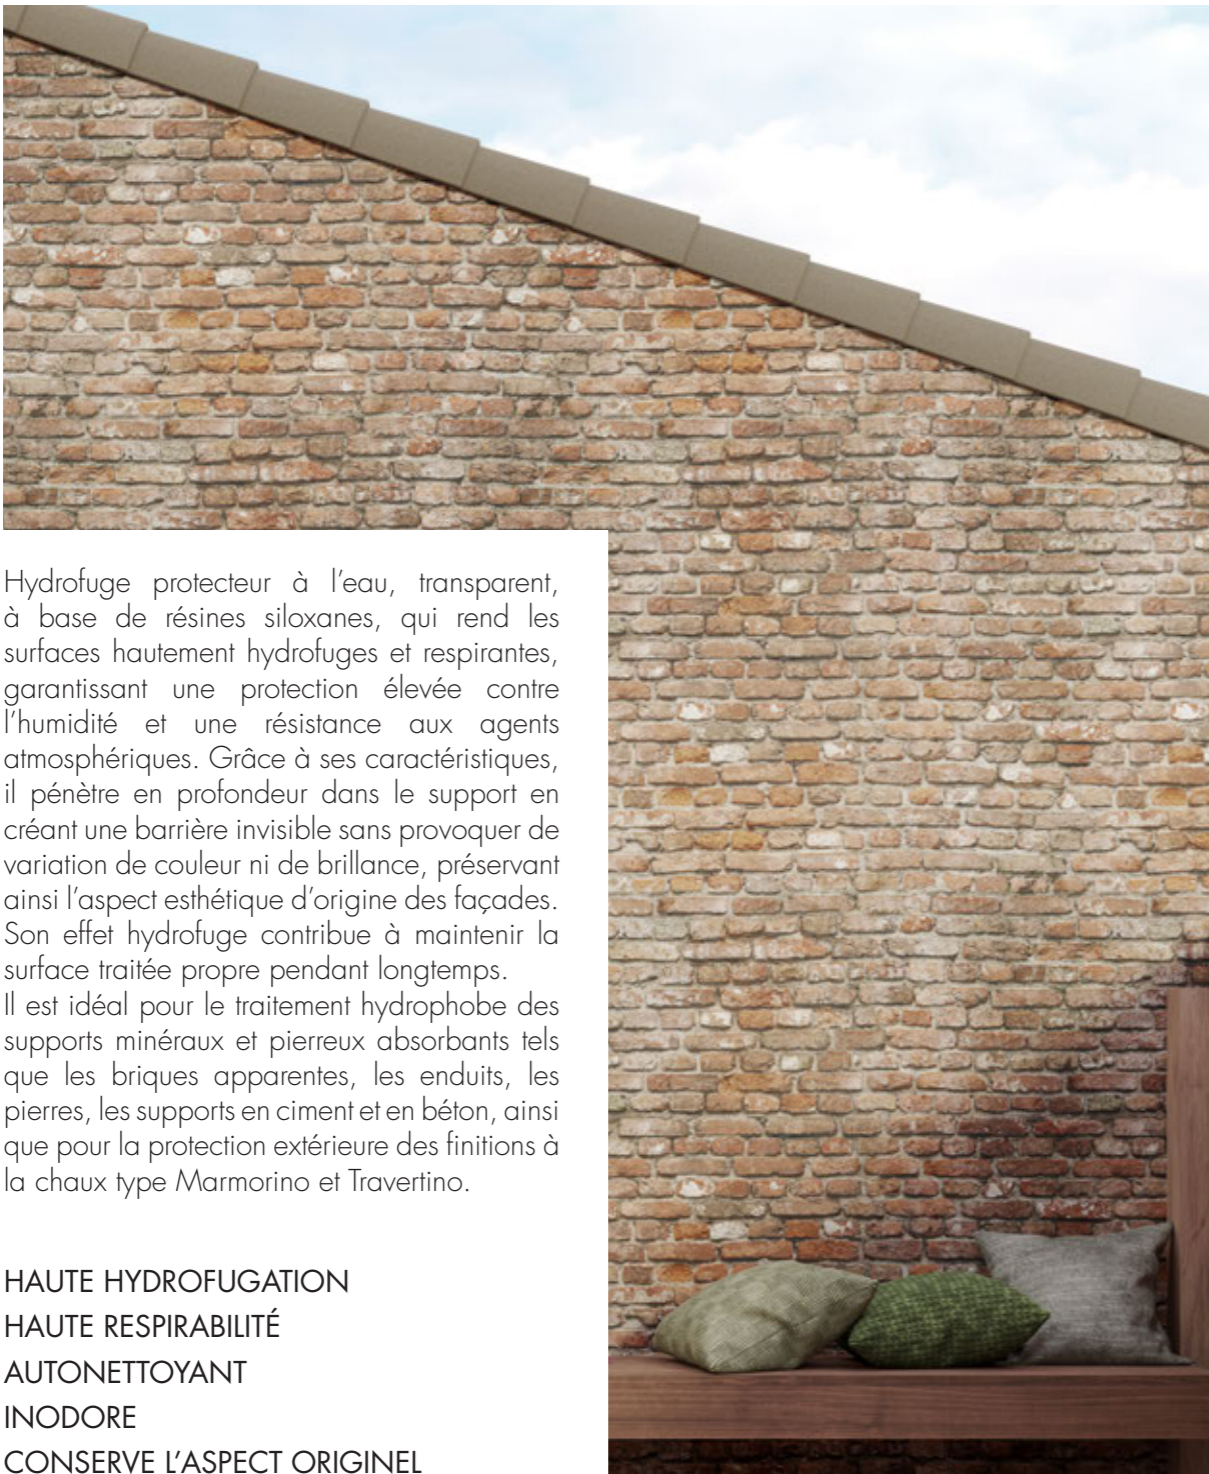 Hydrofuge protecteur à l’eau, transparent,
à base de résines siloxanes, qui rend les
surfaces hautement hydrofuges et respirantes,
garantissant une protection élevée contre
l’humidité et une résistance aux agents
atmosphériques. Grâce à ses caractéristiques,
il pénètre en profondeur dans le support en
créant une barrière invisible sans provoquer de
variation de couleur ni de brillance, préservant
ainsi l’aspect esthétique d’origine des façades.
Son effet hydrofuge contribue à maintenir la
surface traitée propre pendant longtemps.
Il est idéal pour le traitement hydrophobe des
supports minéraux et pierreux absorbants tels
que les briques apparentes, les enduits, les
pierres, les supports en ciment et en béton, ainsi
que pour la protection extérieure des finitions à
la chaux type Marmorino et Travertino.
HAUTE HYDROFUGATION
HAUTE RESPIRABILITÉ
AUTONETTOYANT
INODORE
CONSERVE L’ASPECT ORIGINEL